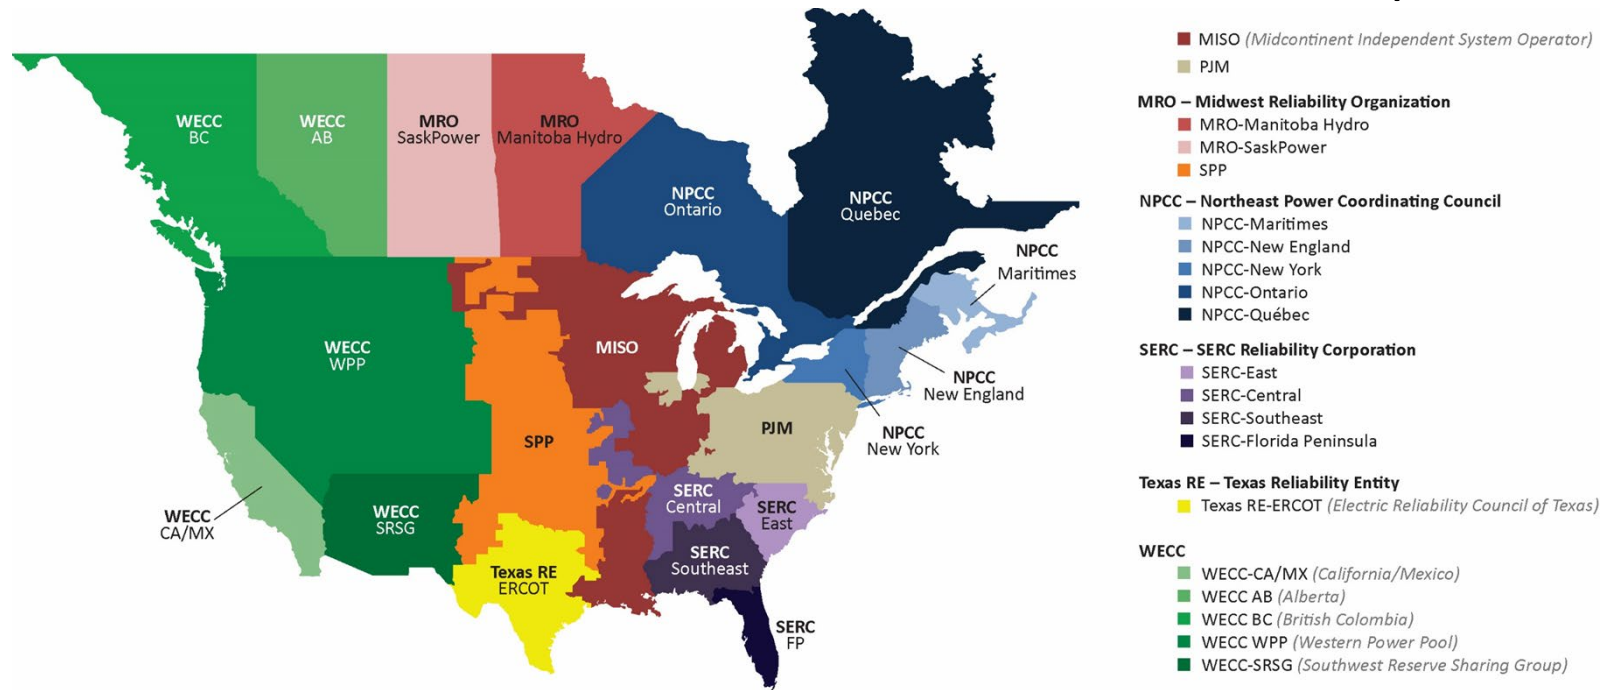 WECC
BC
WECC
AB
MRO
SaskPower
MRO
Manitoba Hydro
NPCC
Ontario
NPCC
Quebec
NPCC
Maritimes
WECC
WPP
MISO
NPCC
New England
NPCC
New York
SPP
PJM
WECC
CA/MX
WECC
SRSG
SERC
Central
SERC
East
SERC
Southeast
Texas RE
ERCOT
SERC
FP
MISO (Midcontinent Independent System Operator)
PJM
MRO – Midwest Reliability Organization
MRO-Manitoba Hydro
MRO-SaskPower
SPP
NPCC – Northeast Power Coordinating Council
NPCC-Maritimes
NPCC-New England
NPCC-New York
NPCC-Ontario
NPCC-Québec
SERC – SERC Reliability Corporation
SERC-East
SERC-Central
SERC-Southeast
SERC-Florida Peninsula
Texas RE – Texas Reliability Entity
Texas RE-ERCOT (Electric Reliability Council of Texas)
WECC
WECC-CA/MX (California/Mexico)
WECC AB (Alberta)
WECC BC (British Colombia)
WECC WPP (Western Power Pool)
WECC-SRSG (Southwest Reserve Sharing Group)